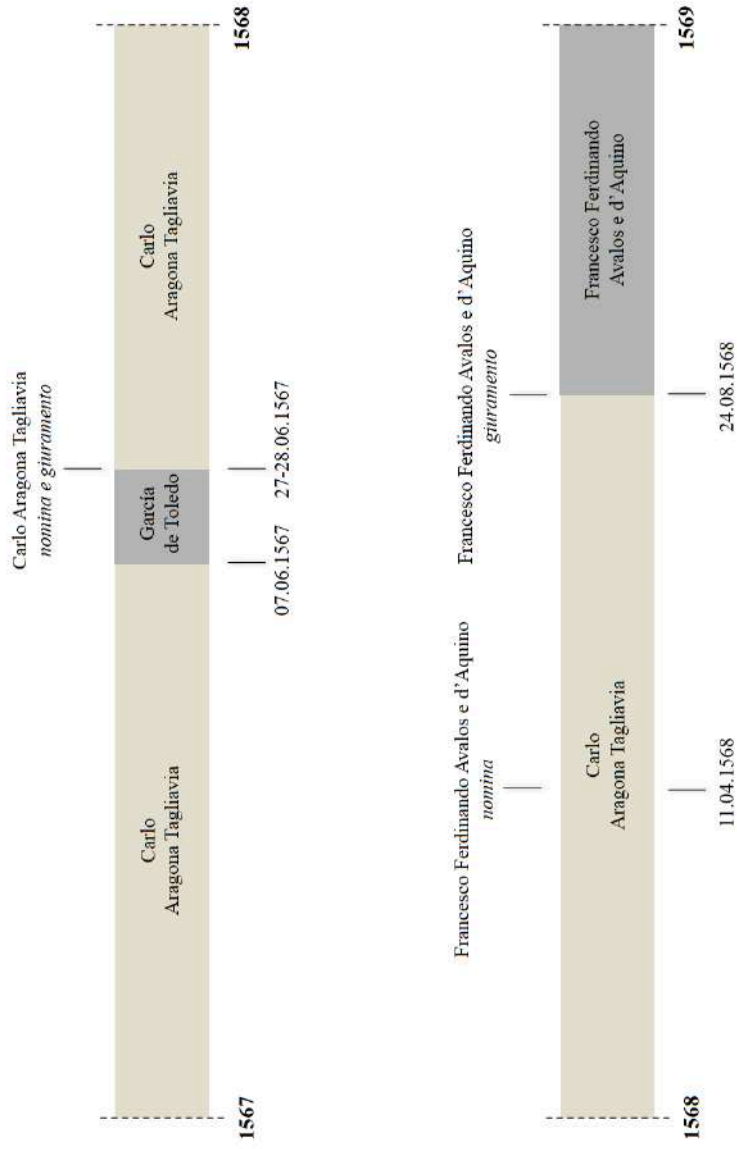 Carlo Aragona Tagliavia
nomina e giuramento
Carlo
Aragona Tagliavia
García
de Toledo
Carlo
Aragona Tagliavia
07.06.1567
27-28.06.1567
1567
1568
Francesco Ferdinando Avalos e d’Aquino
nomina
Francesco Ferdinando Avalos e d’Aquino
giuramento
Carlo
Aragona Tagliavia
Francesco Ferdinando
Avalos e d’Aquino
11.04.1568
24.08.1568
1568
1569